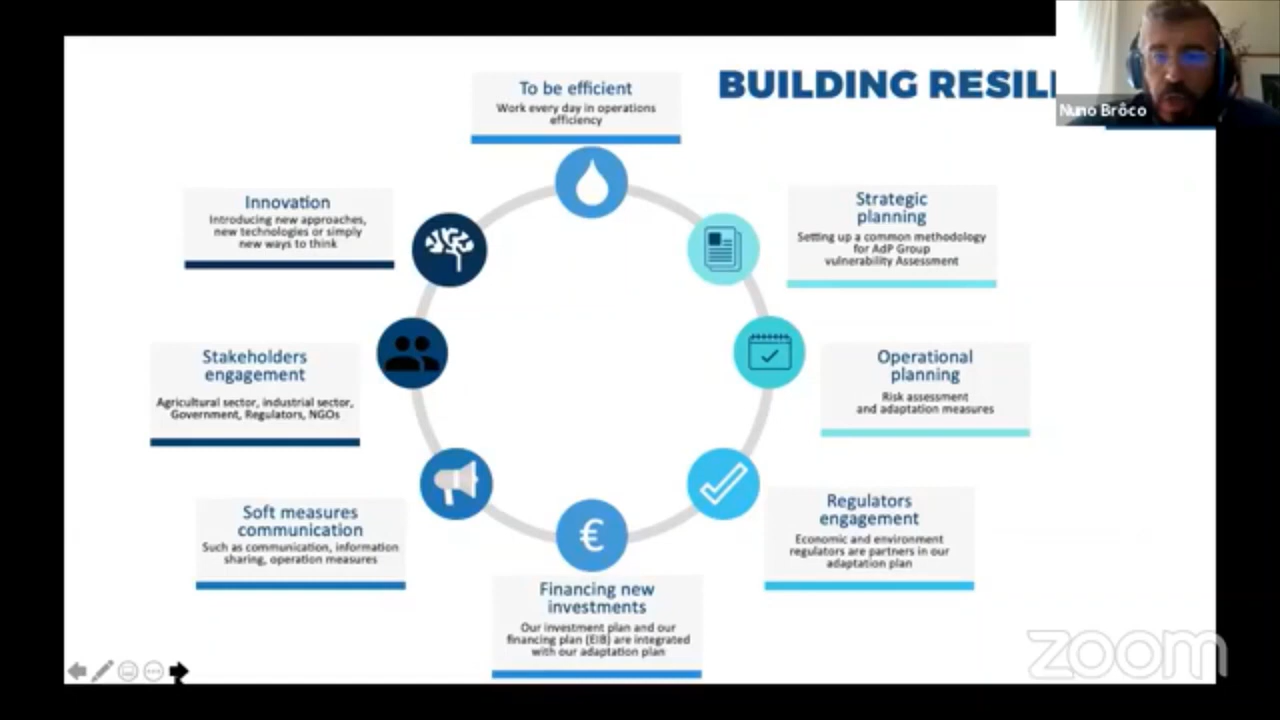 BUILDING RESILI
Nuno Brôco
To be efficient
Work every day in operations
efficiency
Strategic
planning
Setting up a common methodology
for AdP Group
vulnerability Assessment
Operational
planning
Risk assessment
and adaptation measures
Regulators
engagement
Economic and environment
regulators are partners in our
adaptation plan
Financing new
investments
Our investment plan and our
financing plan (EIB) are integrated
with our adaptation plan
Soft measures
communication
Such as communication, information
sharing, operation measures
Stakeholders
engagement
Agricultural sector, industrial sector,
Government, Regulators, NGOs
Innovation
Introducing new approaches,
new technologies or simply
new ways to think
€
zoom